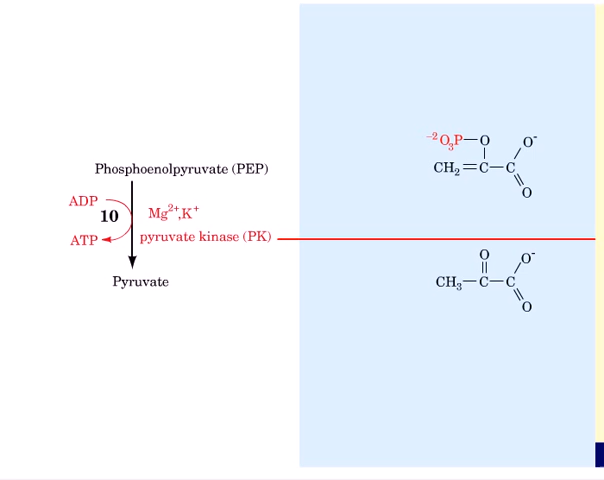 ⁻²O₃P—O
O⁻
CH₂=C—C
O
Phosphoenolpyruvate (PEP)
ADP
10
Mg²⁺,K⁺
ATP
pyruvate kinase (PK)
Pyruvate
O
O⁻
CH₃—C—C
O